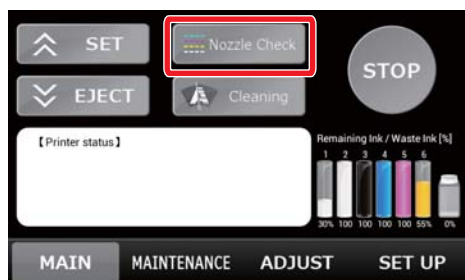 SET
Nozzle Check
STOP
EJECT
Cleaning
【Printer status】
Remaining Ink / Waste Ink [%]
1 2 3 4 5 6
30% 100 100 100 100 55% 0%
MAIN MAINTENANCE ADJUST SET UP